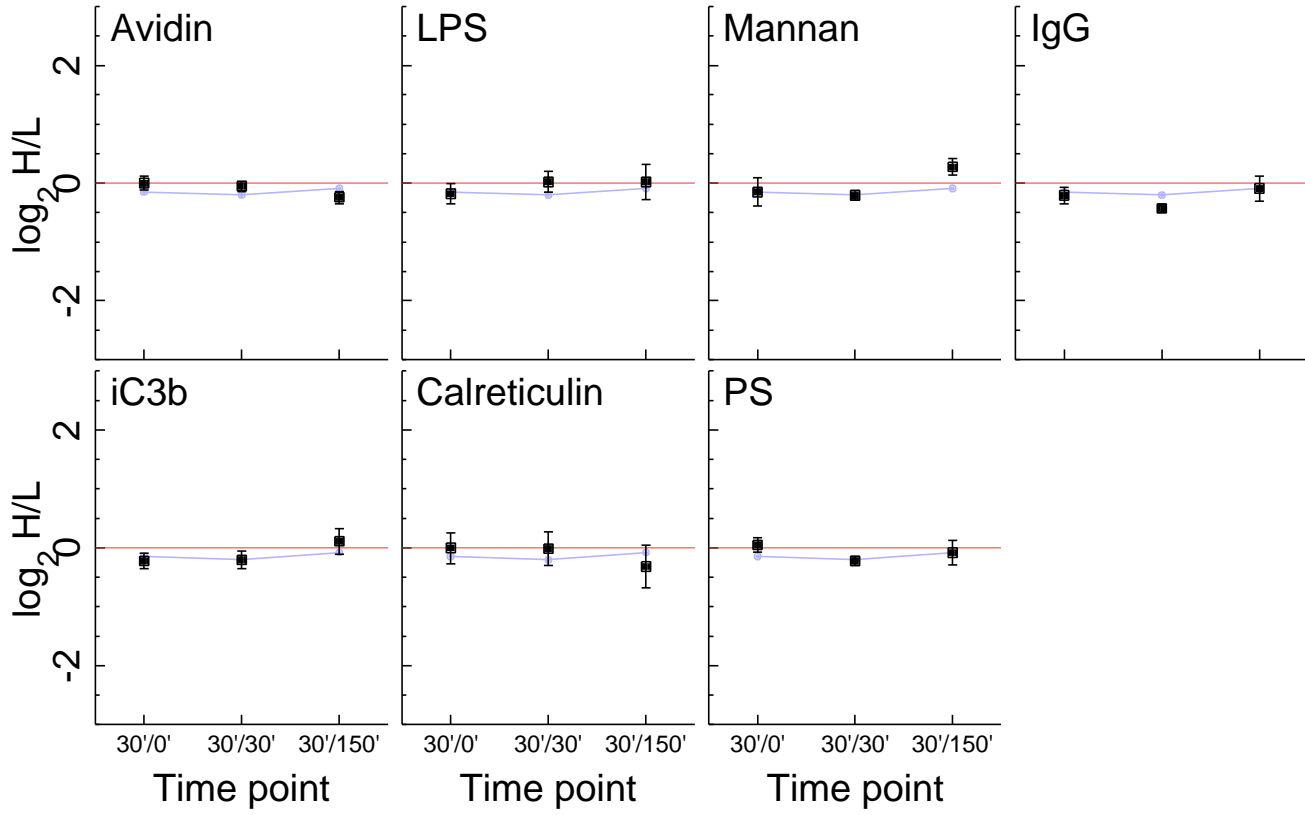 Avidin
LPS
Mannan
IgG
log2 H/L
2
0
-2
iC3b
Calreticulin
PS
log2 H/L
2
0
-2
30'/0' 30'/30' 30'/150'
30'/0' 30'/30' 30'/150'
30'/0' 30'/30' 30'/150'
Time point
Time point
Time point